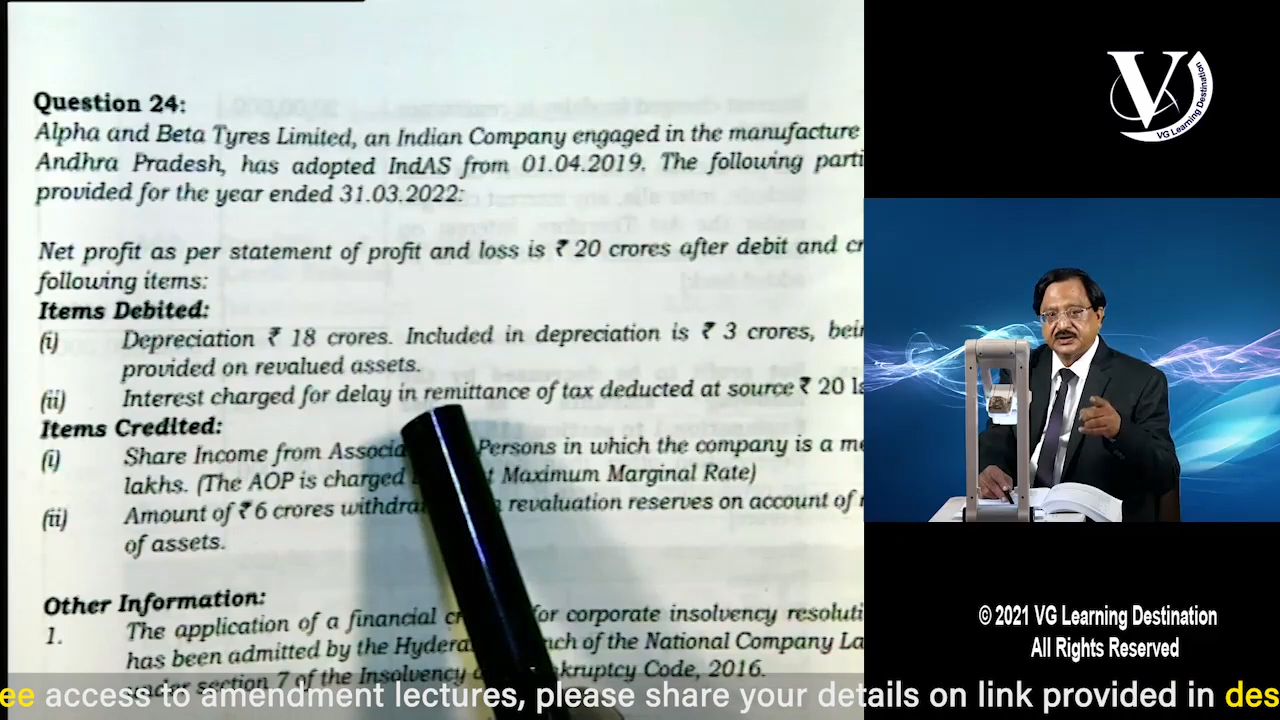 Question 24:
Alpha and Beta Tyres Limited, an Indian Company engaged in the manufacture
Andhra Pradesh, has adopted IndAS from 01.04.2019. The following parti
provided for the year ended 31.03.2022:
Net profit as per statement of profit and loss is ₹ 20 crores after debit and cr
following items:
Items Debited:
(i) Depreciation ₹ 18 crores. Included in depreciation is ₹ 3 crores, bei
provided on revalued assets.
(ii) Interest charged for delay in remittance of tax deducted at source ₹ 20 la
Items Credited:
(i) Share Income from Associa Persons in which the company is a me
lakhs. (The AOP is charged t Maximum Marginal Rate)
(ii) Amount of ₹ 6 crores withdra revaluation reserves on account of
of assets.
Other Information:
1. The application of a financial c for corporate insolvency resoluti
has been admitted by the Hydera nch of the National Company La
under section 7 of the Insolvency kruptcy Code, 2016.
V
VG Learning Destination
© 2021 VG Learning Destination
All Rights Reserved
ee access to amendment lectures, please share your details on link provided in des